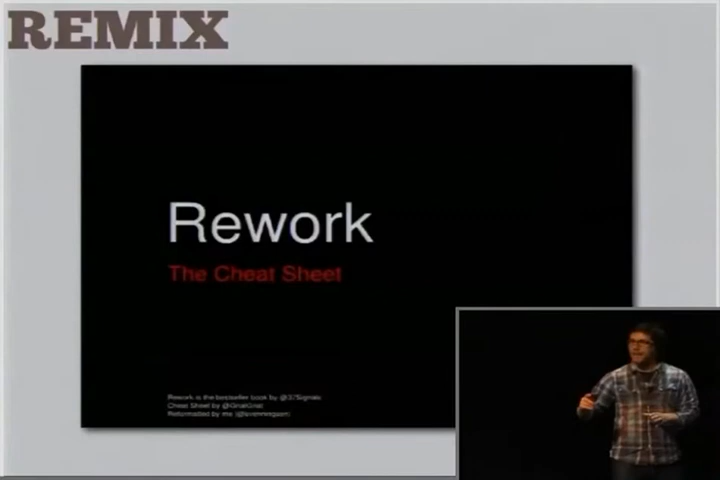 REMIX
Rework
The Cheat Sheet
Rework is the bestseller book by @37Signals
Cheat Sheet by
Reformatted by me